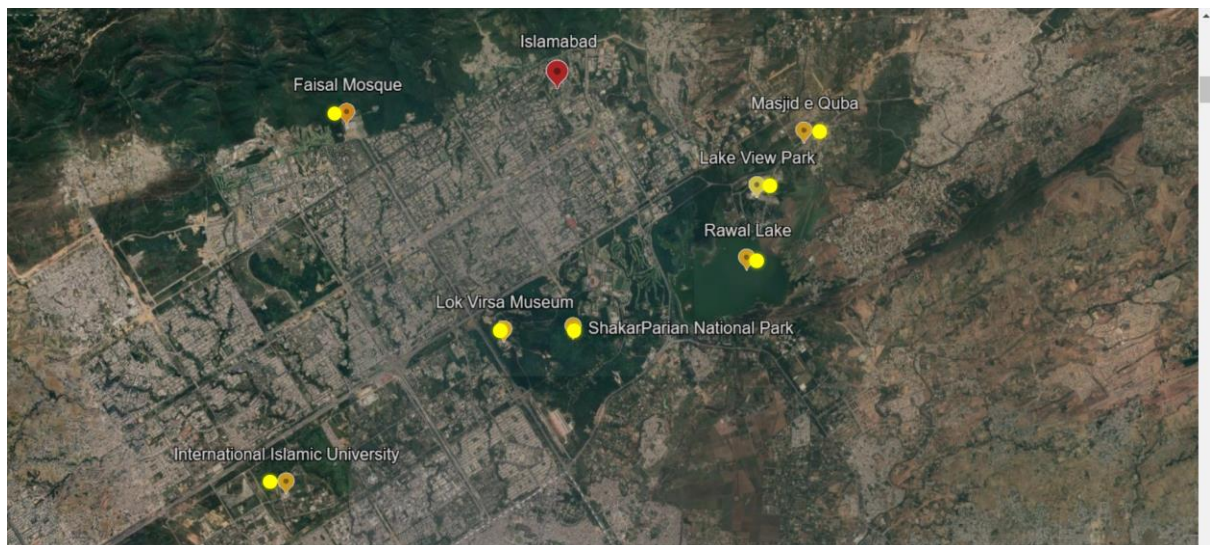 Islamabad
Faisal Mosque
Masjid e Quba
Lake View Park
Rawal Lake
Lok Virsa Museum
ShakarParian National Park
International Islamic University